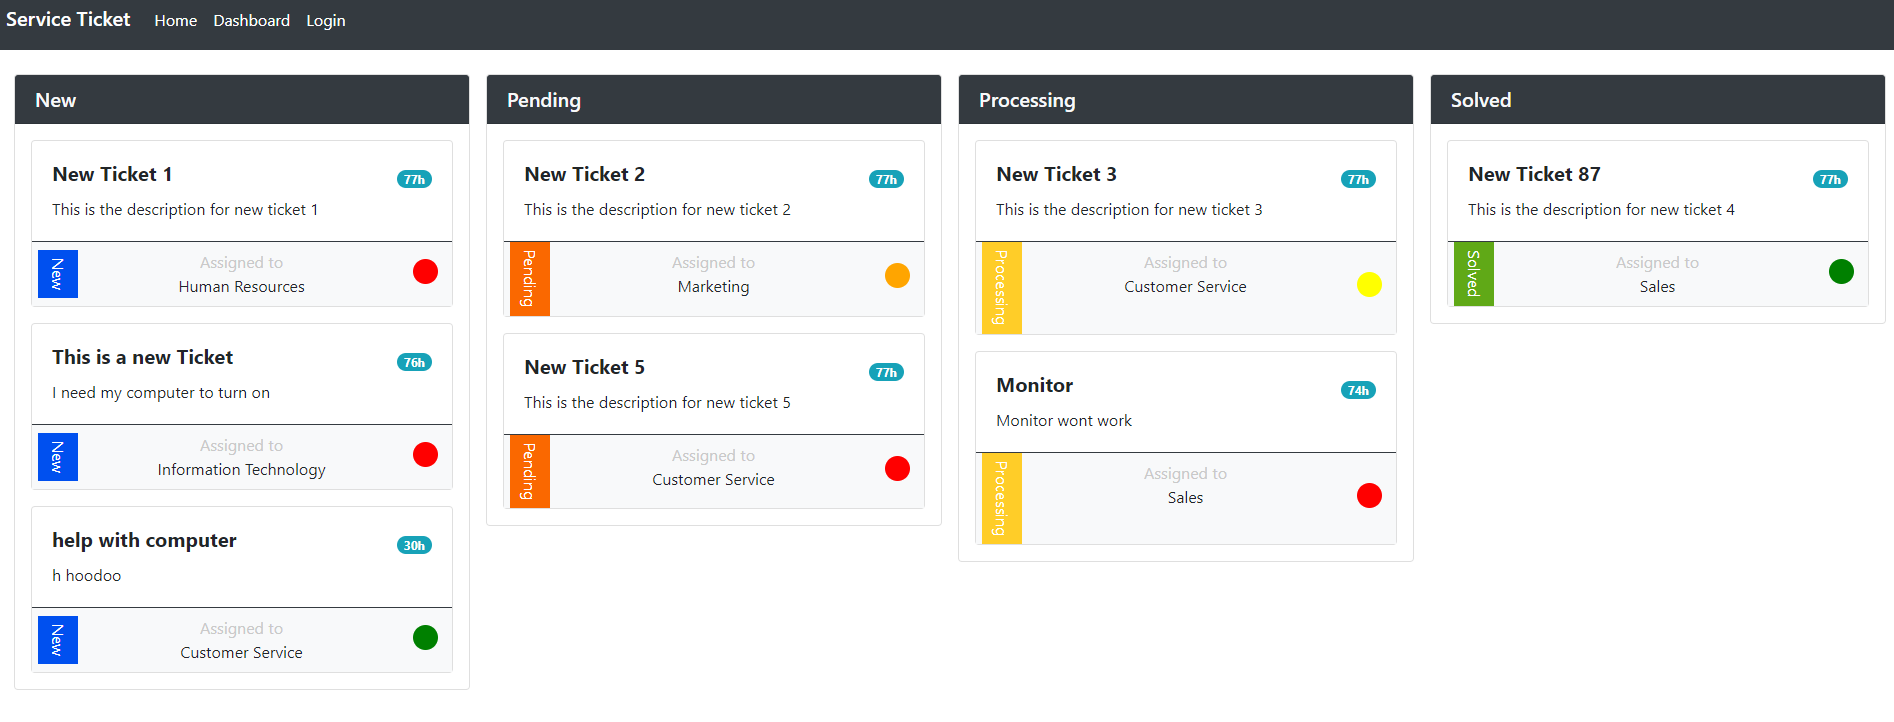 Service Ticket Home Dashboard Login
New
New Ticket 1
77h
This is the description for new ticket 1
New
Assigned to
Human Resources
This is a new Ticket
76h
I need my computer to turn on
New
Assigned to
Information Technology
help with computer
30h
h hoodoo
New
Assigned to
Customer Service
Pending
New Ticket 2
77h
This is the description for new ticket 2
Pending
Assigned to
Marketing
New Ticket 5
77h
This is the description for new ticket 5
Pending
Assigned to
Customer Service
Processing
New Ticket 3
77h
This is the description for new ticket 3
Processing
Assigned to
Customer Service
Monitor
74h
Monitor wont work
Processing
Assigned to
Sales
Solved
New Ticket 87
77h
This is the description for new ticket 4
Solved
Assigned to
Sales